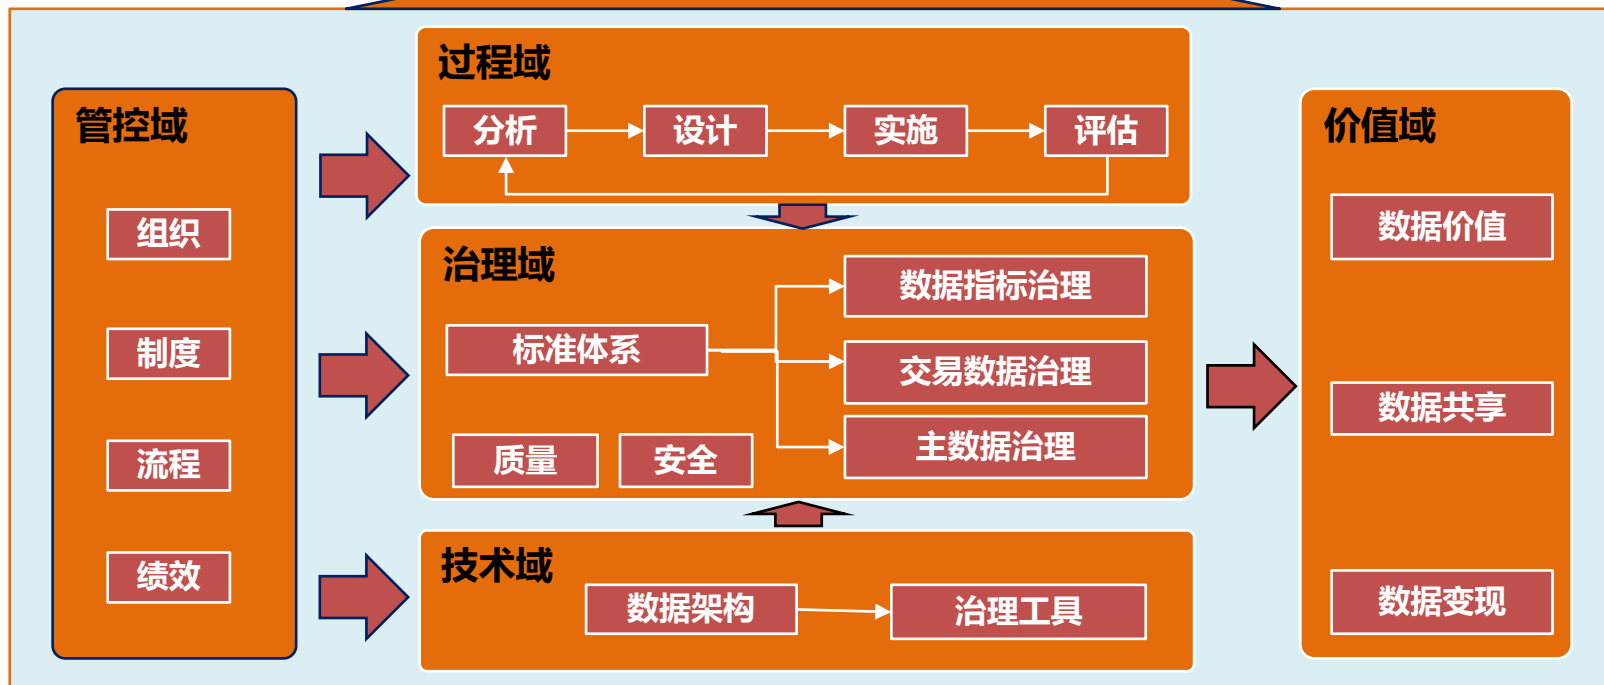 管控域
组织
制度
流程
绩效
过程域
分析
设计
实施
评估
治理域
标准体系
数据指标治理
交易数据治理
主数据治理
质量
安全
技术域
数据架构
治理工具
价值域
数据价值
数据共享
数据变现